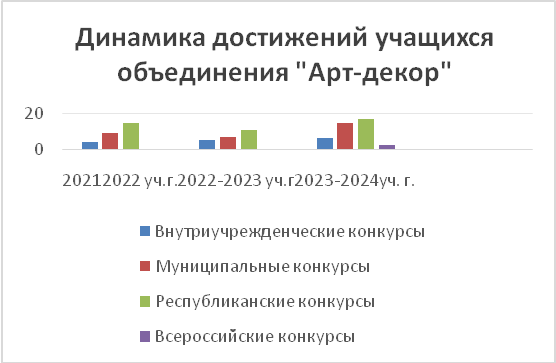 Динамика достижений учащихся
объединения "Арт-декор"
20
0
20212022 уч.г.2022-2023 уч.г2023-2024уч. г.
Внутриучрежденческие конкурсы
Муниципальные конкурсы
Республиканские конкурсы
Всероссийские конкурсы